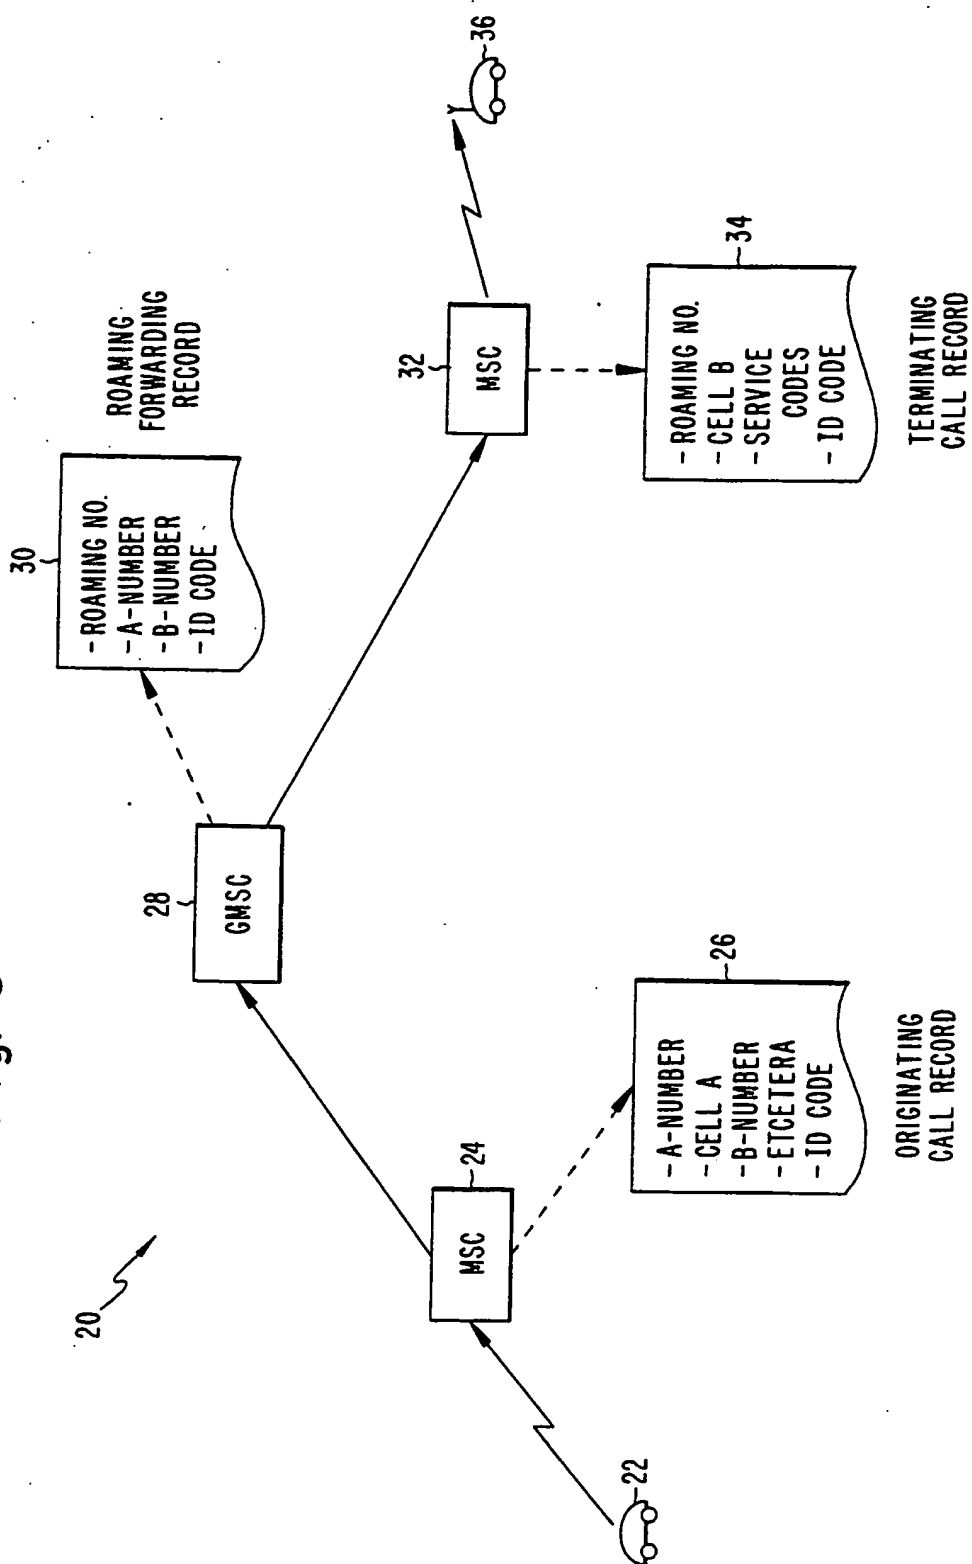 30
ROAMING
FORWARDING
RECORD
- ROAMING NO.
- A-NUMBER
- B-NUMBER
- ID CODE
20
28
GMSC
24
MSC
32
MSC
36
22
26
- A-NUMBER
- CELL A
- B-NUMBER
- ETCETERA
- ID CODE
ORIGINATING
CALL RECORD
34
- ROAMING NO.
- CELL B
- SERVICE
CODES
- ID CODE
TERMINATING
CALL RECORD